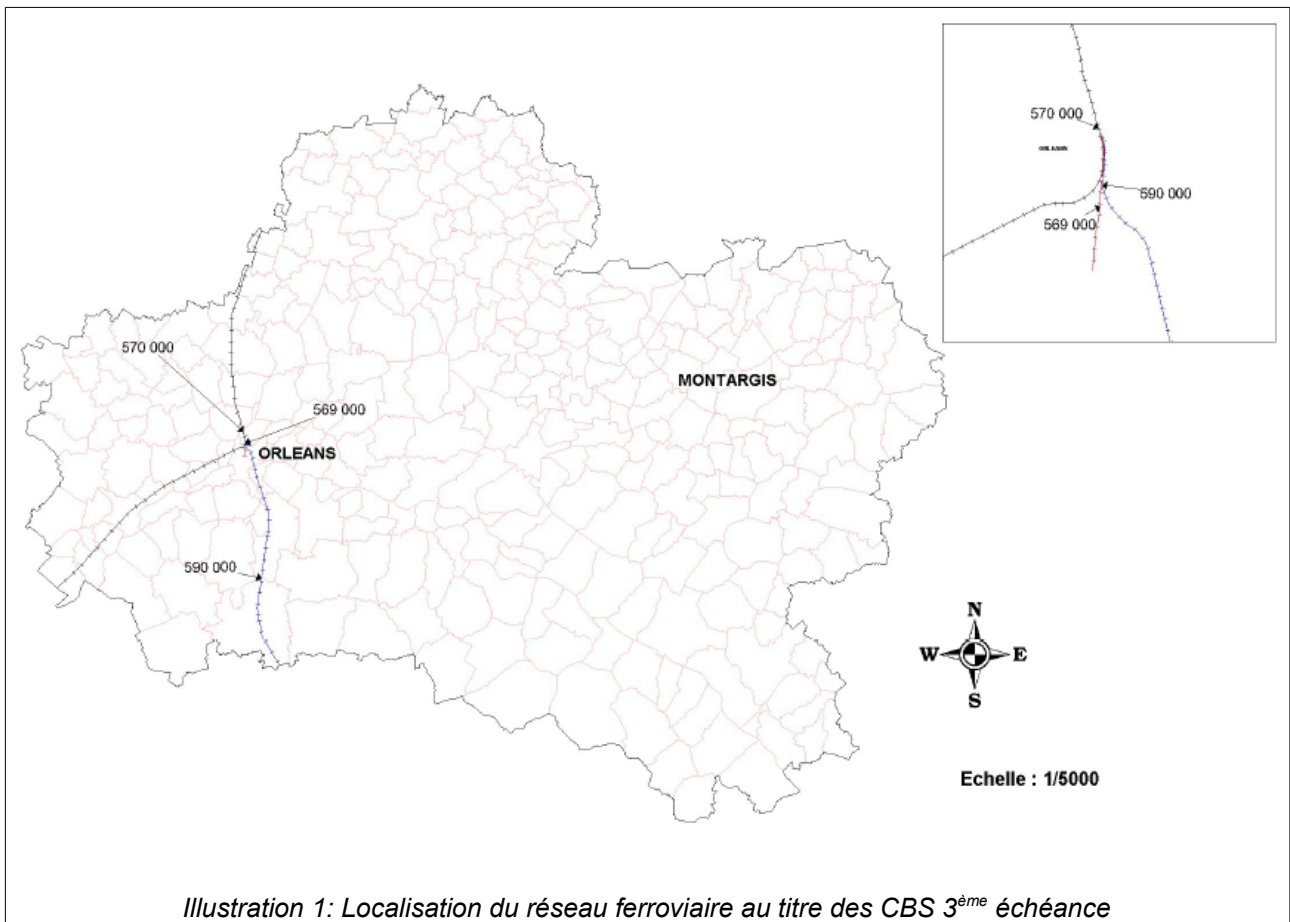 570 000
ORLEANS
590 000
569 000
570 000
569 000
MONTARGIS
ORLEANS
590 000
N
W E
S
Echelle : 1/5000
Illustration 1: Localisation du réseau ferroviaire au titre des CBS 3ème échéance